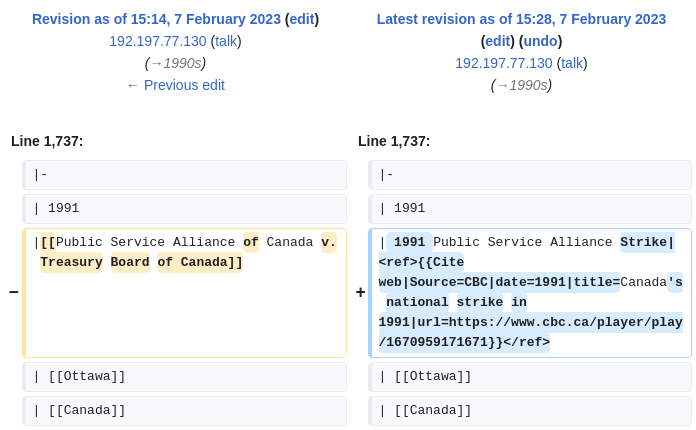 Revision as of 15:14, 7 February 2023 (edit)
192.197.77.130 (talk)
(→1990s)
← Previous edit
Latest revision as of 15:28, 7 February 2023
(edit) (undo)
192.197.77.130 (talk)
(→1990s)
Line 1,737:
Line 1,737:
|-
|-
| 1991
| 1991
−
|[[Public Service Alliance of Canada v.
Treasury Board of Canada]]
+
| 1991 Public Service Alliance Strike|
<ref>{{Cite
web|Source=CBC|date=1991|title=Canada's
national strike in
1991|url=https://www.cbc.ca/player/play
/1670959171671}}</ref>
| [[Ottawa]]
| [[Ottawa]]
| [[Canada]]
| [[Canada]]